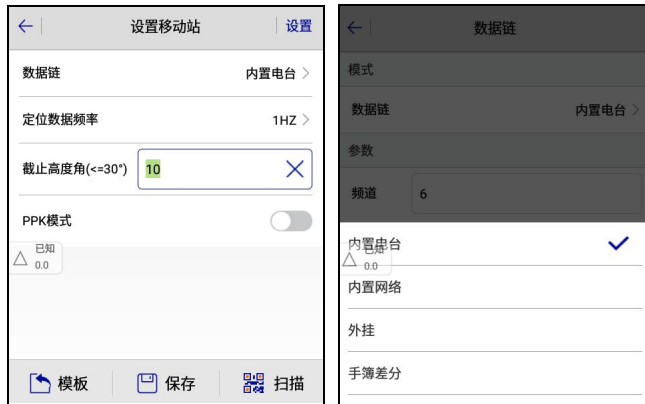 设置移动站
设置
数据链
内置电台
定位数据频率
1HZ
截止高度角(<=30°)
10
PPK模式
已知
0.0
模板
保存
扫描
数据链
模式
数据链
内置电台
参数
频道
6
内置电台
已知
0.0
内置网络
外挂
手簿差分